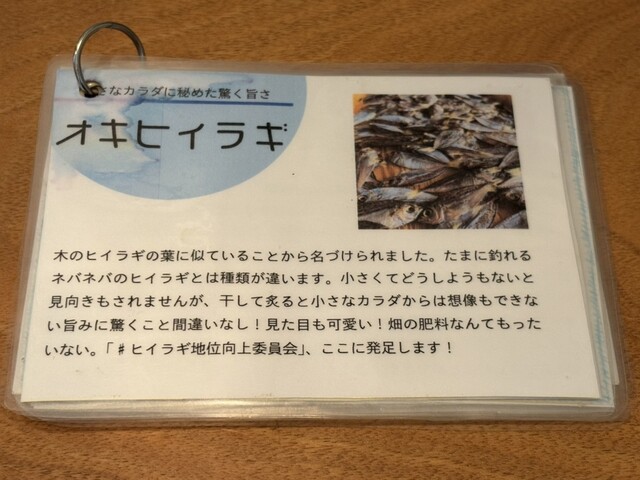 さなカラダに秘めた驚く旨さ
オキヒイラギ
木のヒイラギの葉に似ていることから名づけられました。たまに釣れる
ネバネバのヒイラギとは種類が違います。小さくてどうしようもないと
見向きもされませんが、干して炙ると小さなカラダからは想像もできな
い旨みに驚くこと間違いなし！見た目も可愛い！畑の肥料なんてもった
いない。「♯ヒイラギ地位向上委員会」、ここに発足します！